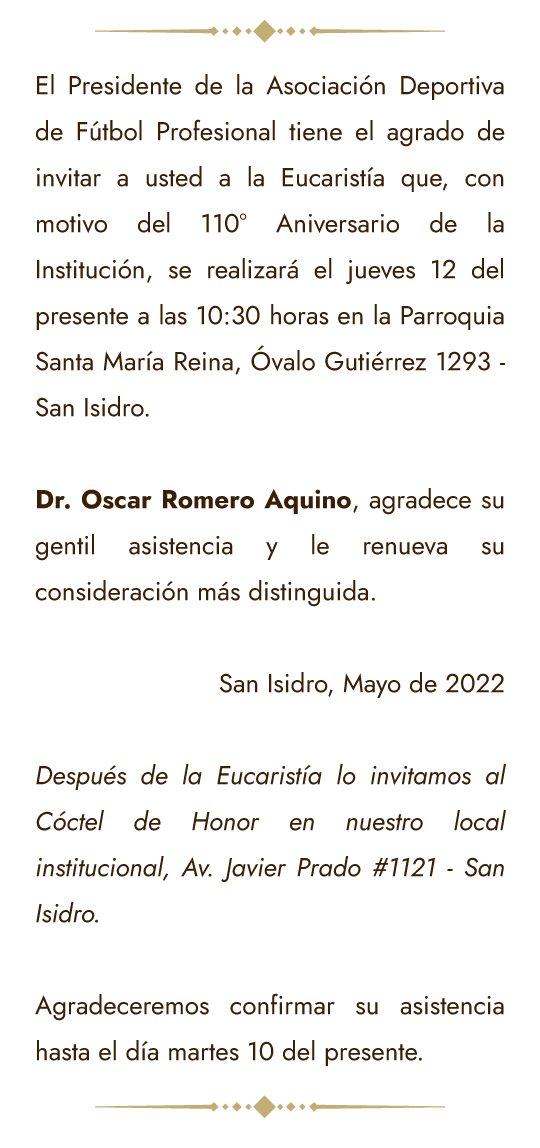 El Presidente de la Asociación Deportiva
de Fútbol Profesional tiene el agrado de
invitar a usted a la Eucaristía que, con
motivo del 110° Aniversario de la
Institución, se realizará el jueves 12 del
presente a las 10:30 horas en la Parroquia
Santa María Reina, Óvalo Gutiérrez 1293 -
San Isidro.
Dr. Oscar Romero Aquino, agradece su
gentil asistencia y le renueva su
consideración más distinguida.
San Isidro, Mayo de 2022
Después de la Eucaristía lo invitamos al
Cóctel de Honor en nuestro local
institucional, Av. Javier Prado #1121 - San
Isidro.
Agradeceremos confirmar su asistencia
hasta el día martes 10 del presente.